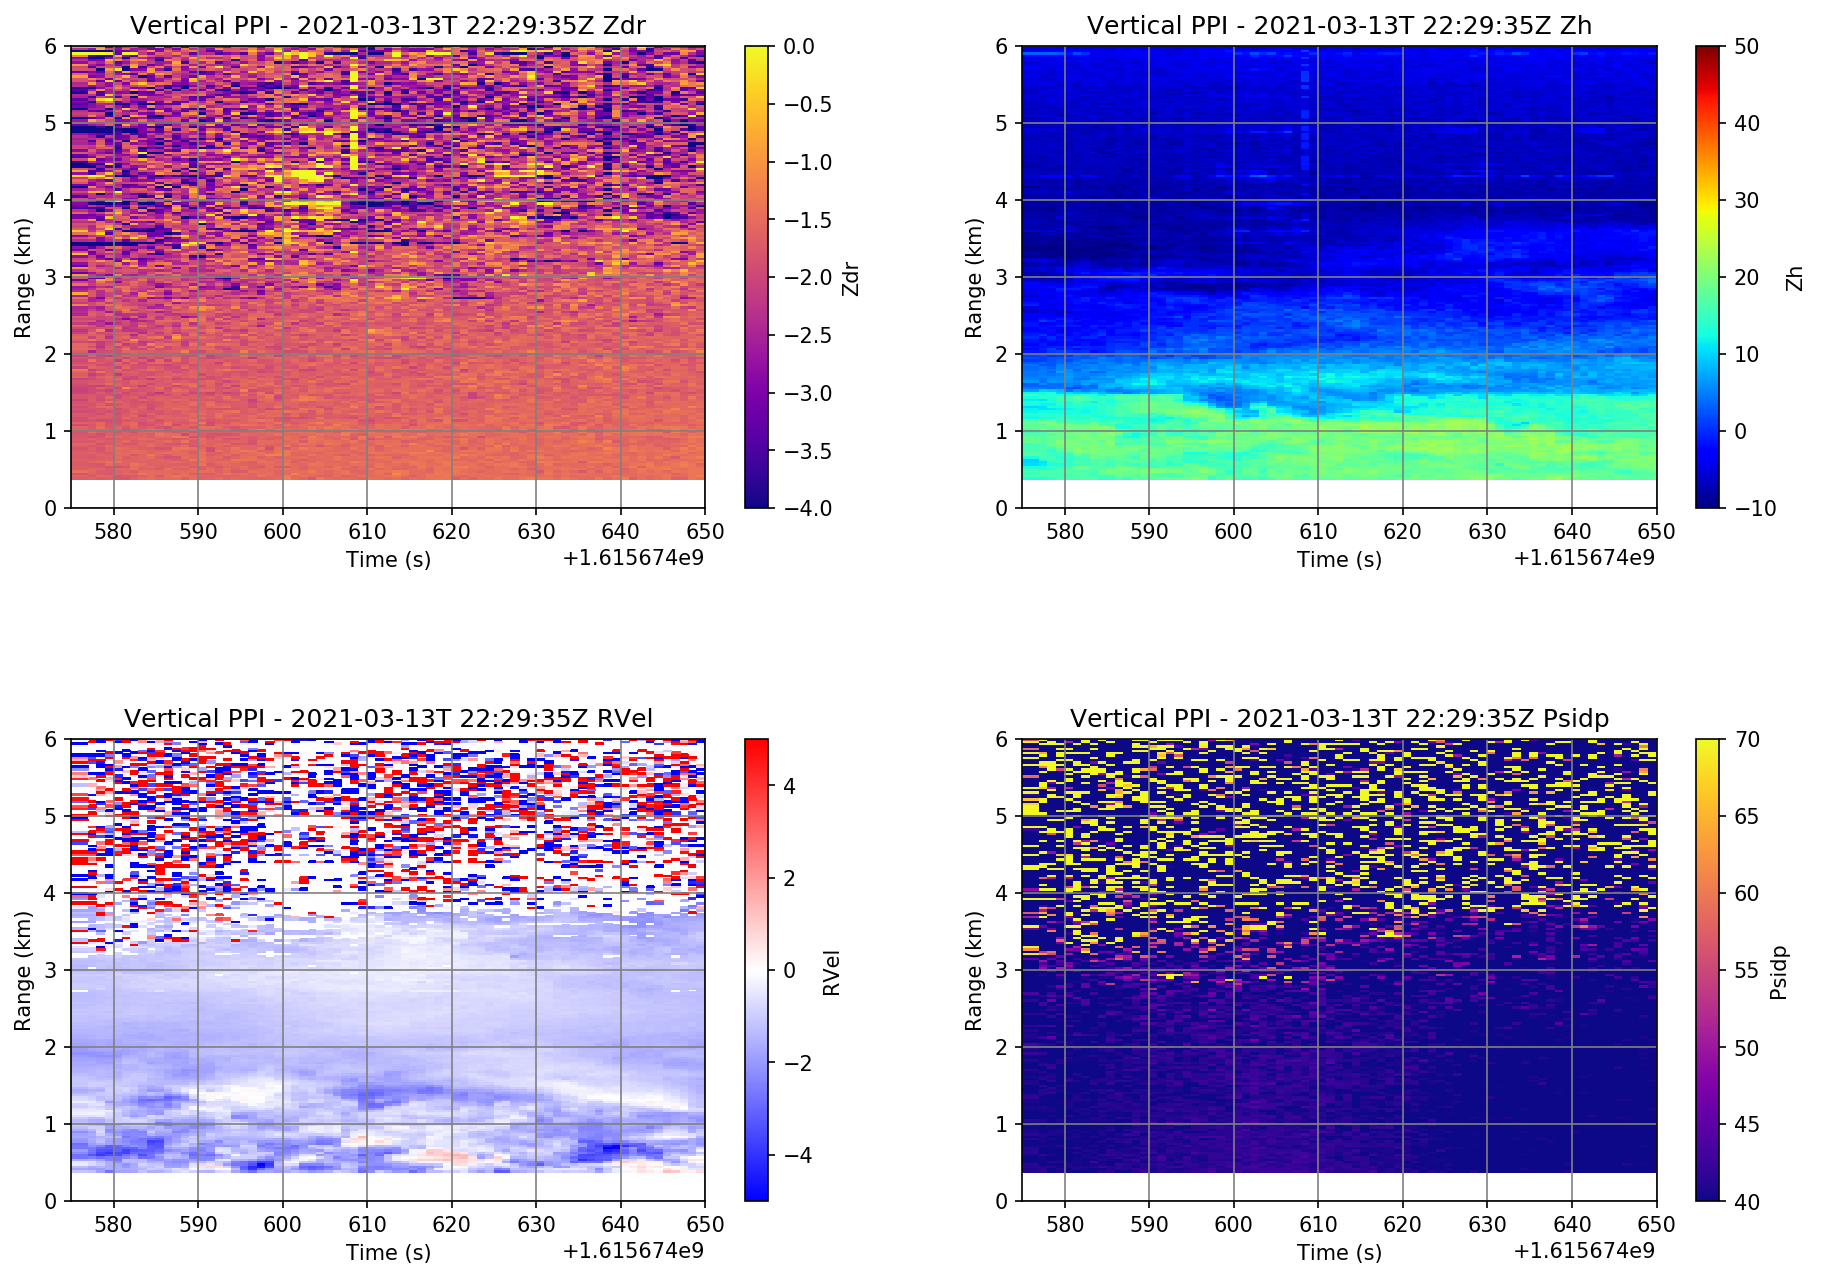 Vertical PPI - 2021-03-13T 22:29:35Z Zdr
6
5
4
3
2
1
0
Range (km)
580 590 600 610 620 630 640 650
Time (s)
+1.615674e9
0.0
−0.5
−1.0
−1.5
−2.0
−2.5
−3.0
−3.5
−4.0
Zdr
Vertical PPI - 2021-03-13T 22:29:35Z Zh
6
5
4
3
2
1
0
Range (km)
580 590 600 610 620 630 640 650
Time (s)
+1.615674e9
50
40
30
20
10
0
−10
Zh
Vertical PPI - 2021-03-13T 22:29:35Z RVel
6
5
4
3
2
1
0
Range (km)
580 590 600 610 620 630 640 650
Time (s)
+1.615674e9
4
2
0
−2
−4
RVel
Vertical PPI - 2021-03-13T 22:29:35Z Psidp
6
5
4
3
2
1
0
Range (km)
580 590 600 610 620 630 640 650
Time (s)
+1.615674e9
70
65
60
55
50
45
40
Psidp